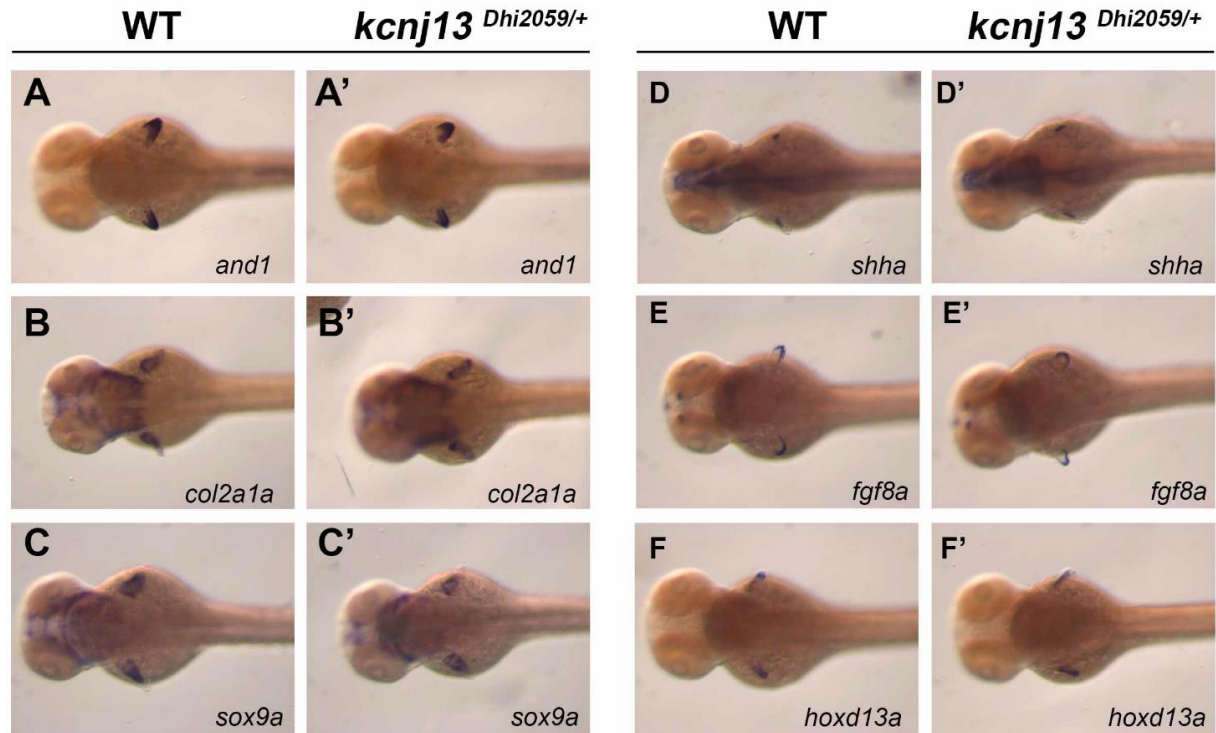 WT kcnj13 Dhi2059/+ WT kcnj13 Dhi2059/+
A A’ D D’
and1 and1 shha shha
B B’ E E’
col2a1a col2a1a fgf8a fgf8a
C C’ F F’
sox9a sox9a hoxd13a hoxd13a